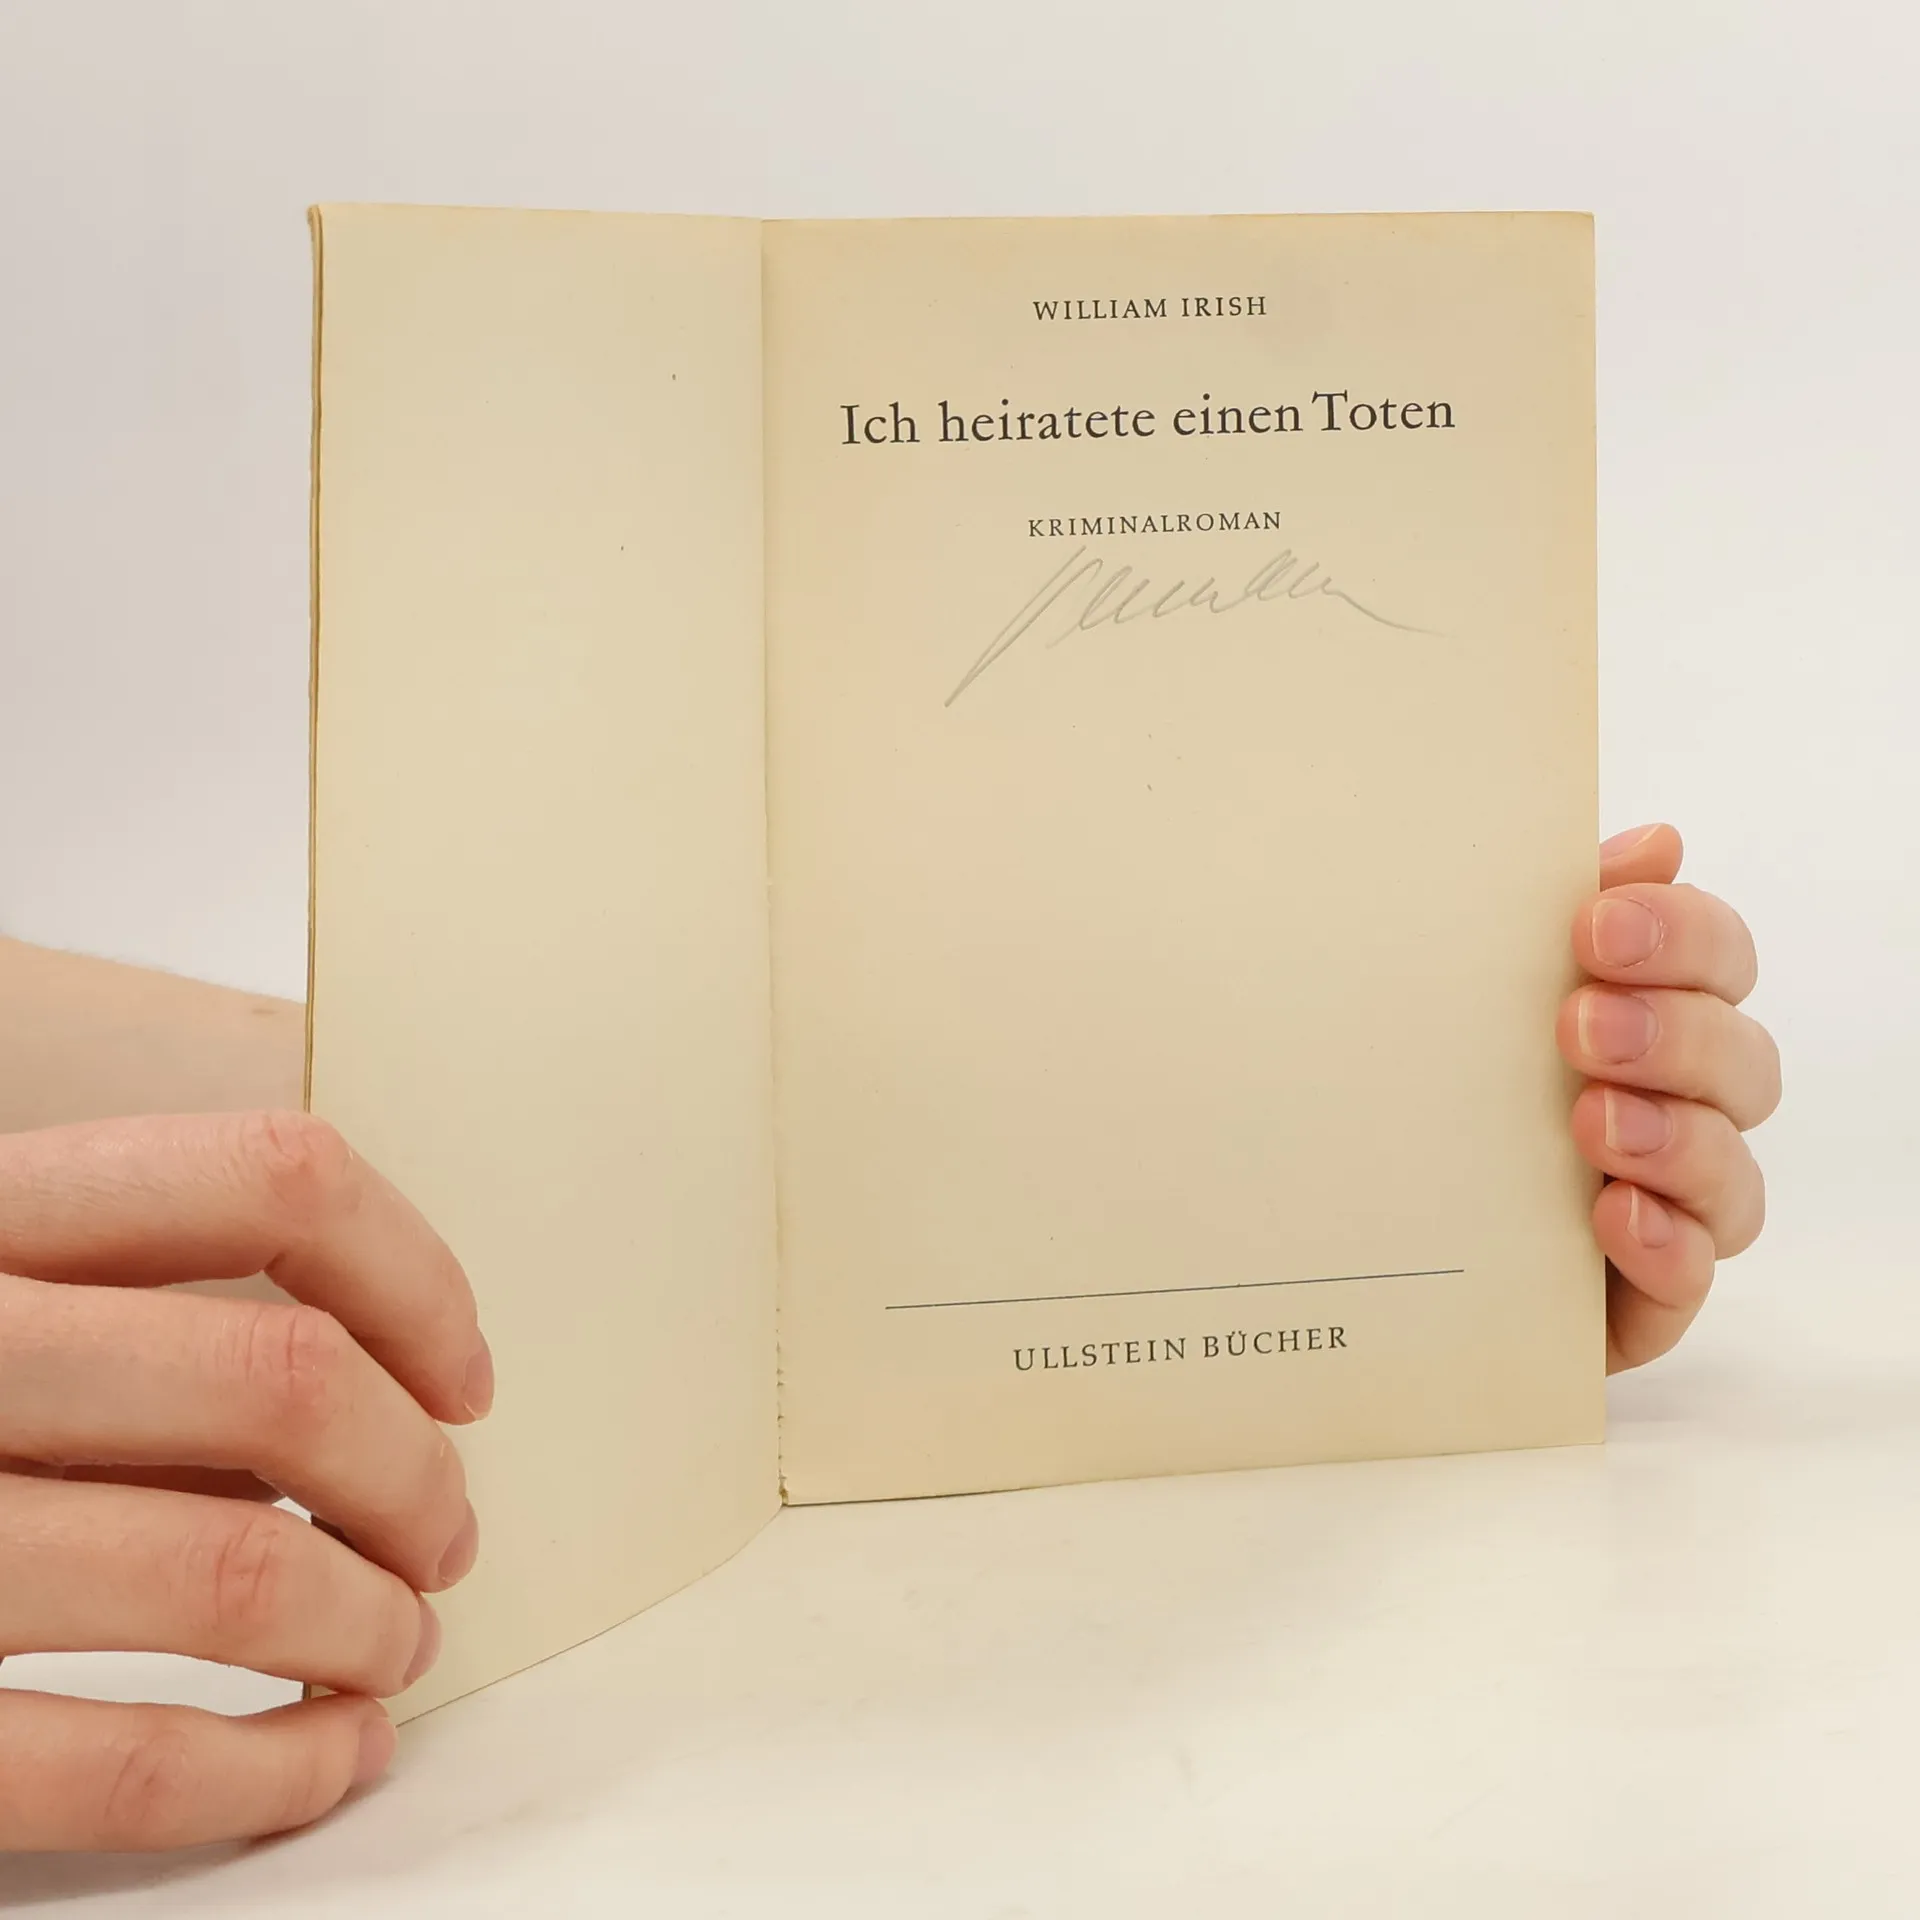 WILLIAM IRISH
Ich heiratete einen Toten
KRIMINALROMAN
ULLSTEIN BÜCHER